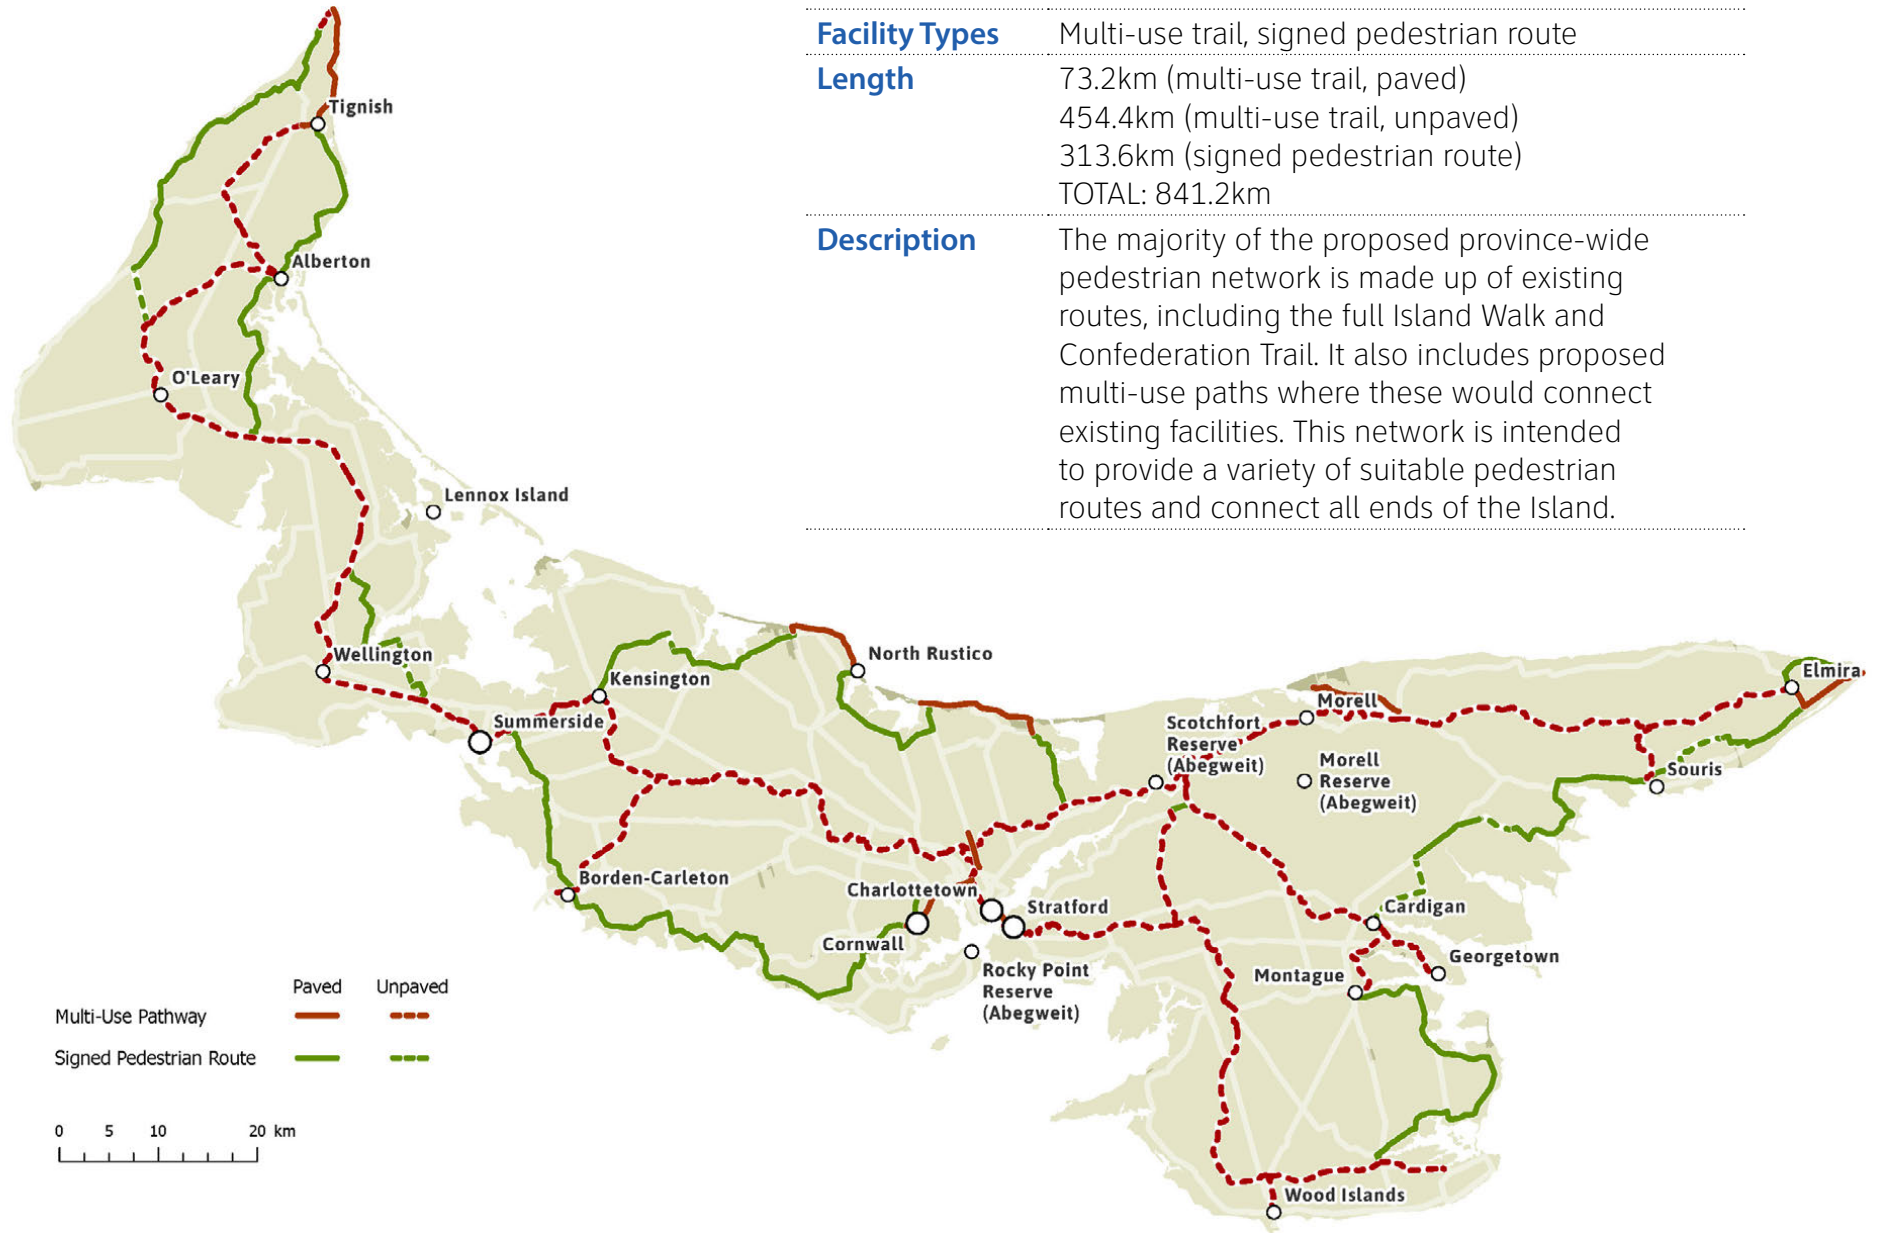 Facility Types Multi-use trail, signed pedestrian route
Length 73.2km (multi-use trail, paved)
454.4km (multi-use trail, unpaved)
313.6km (signed pedestrian route)
TOTAL: 841.2km
Description The majority of the proposed province-wide
pedestrian network is made up of existing
routes, including the full Island Walk and
Confederation Trail. It also includes proposed
multi-use paths where these would connect
existing facilities. This network is intended
to provide a variety of suitable pedestrian
routes and connect all ends of the Island.
Tignish
Alberton
O'Leary
Lennox Island
Wellington
Summerside
Kensington
North Rustico
Borden-Carleton
Charlottetown
Cornwall
Stratford
Rocky Point
Reserve
(Abegweit)
Scotchfort
Reserve
(Abegweit)
Morell
Morell
Reserve
(Abegweit)
Elmira
Souris
Cardigan
Georgetown
Montague
Wood Islands
Paved Unpaved
Multi-Use Pathway
Signed Pedestrian Route
0 5 10 20 km